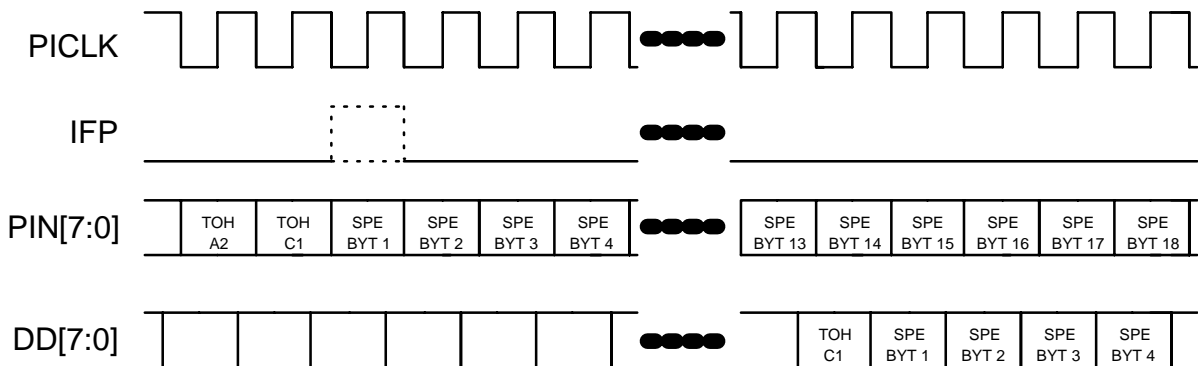 PICLK
IFP
PIN[7:0]
TOH
A2
TOH
C1
SPE
BYT 1
SPE
BYT 2
SPE
BYT 3
SPE
BYT 4
SPE
BYT 13
SPE
BYT 14
SPE
BYT 15
SPE
BYT 16
SPE
BYT 17
SPE
BYT 18
DD[7:0]
TOH
C1
SPE
BYT 1
SPE
BYT 2
SPE
BYT 3
SPE
BYT 4